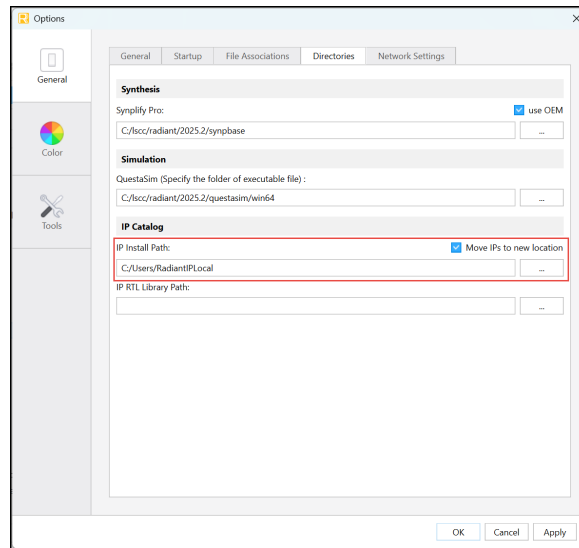 Options
General
Startup
File Associations
Directories
Network Settings
General
Color
Tools
Synthesis
Synplify Pro:
use OEM
C:/lscc/radiant/2025.2/synpbase
...
Simulation
QuestaSim (Specify the folder of executable file) :
C:/lscc/radiant/2025.2/questasim/win64
...
IP Catalog
IP Install Path:
Move IPs to new location
C:/Users/RadiantIPLocal
...
IP RTL Library Path:
...
OK
Cancel
Apply